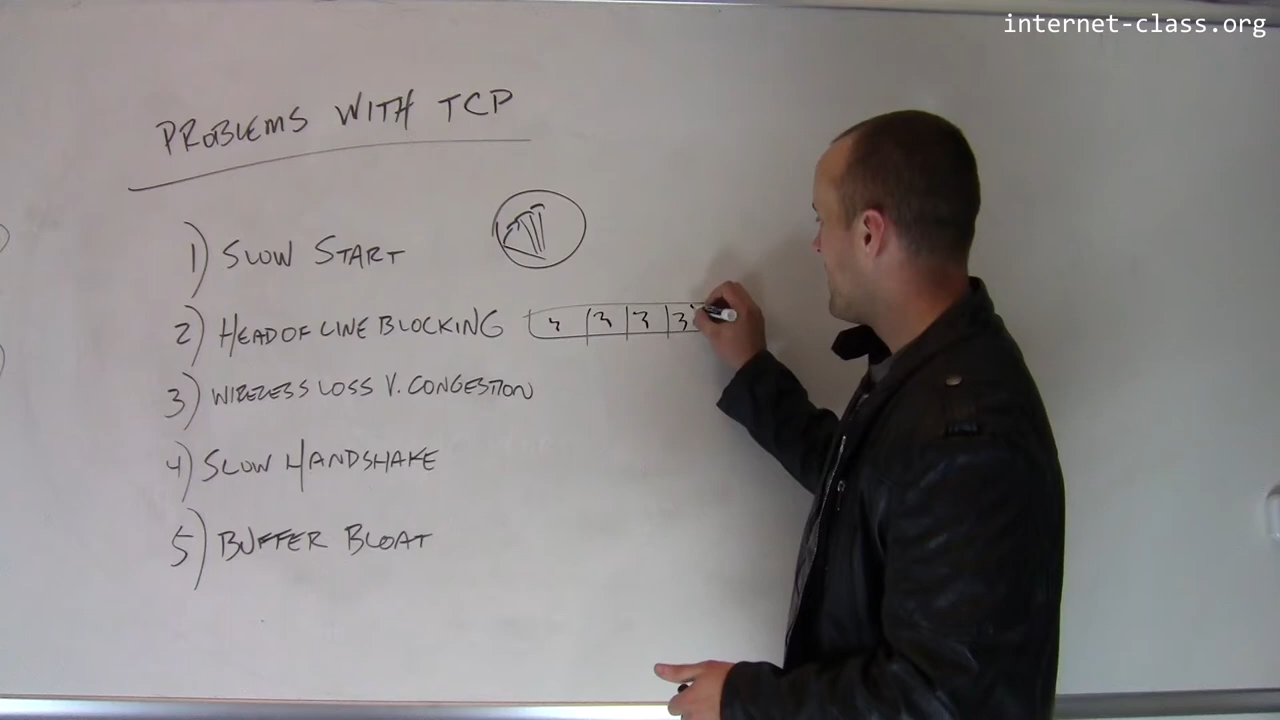 internet-class.org
PROBLEMS WITH TCP
1) SLOW START
2) HEAD OF LINE BLOCKING
3) WIRELESS LOSS V. CONGESTION
4) SLOW HANDSHAKE
5) BUFFER BLOAT